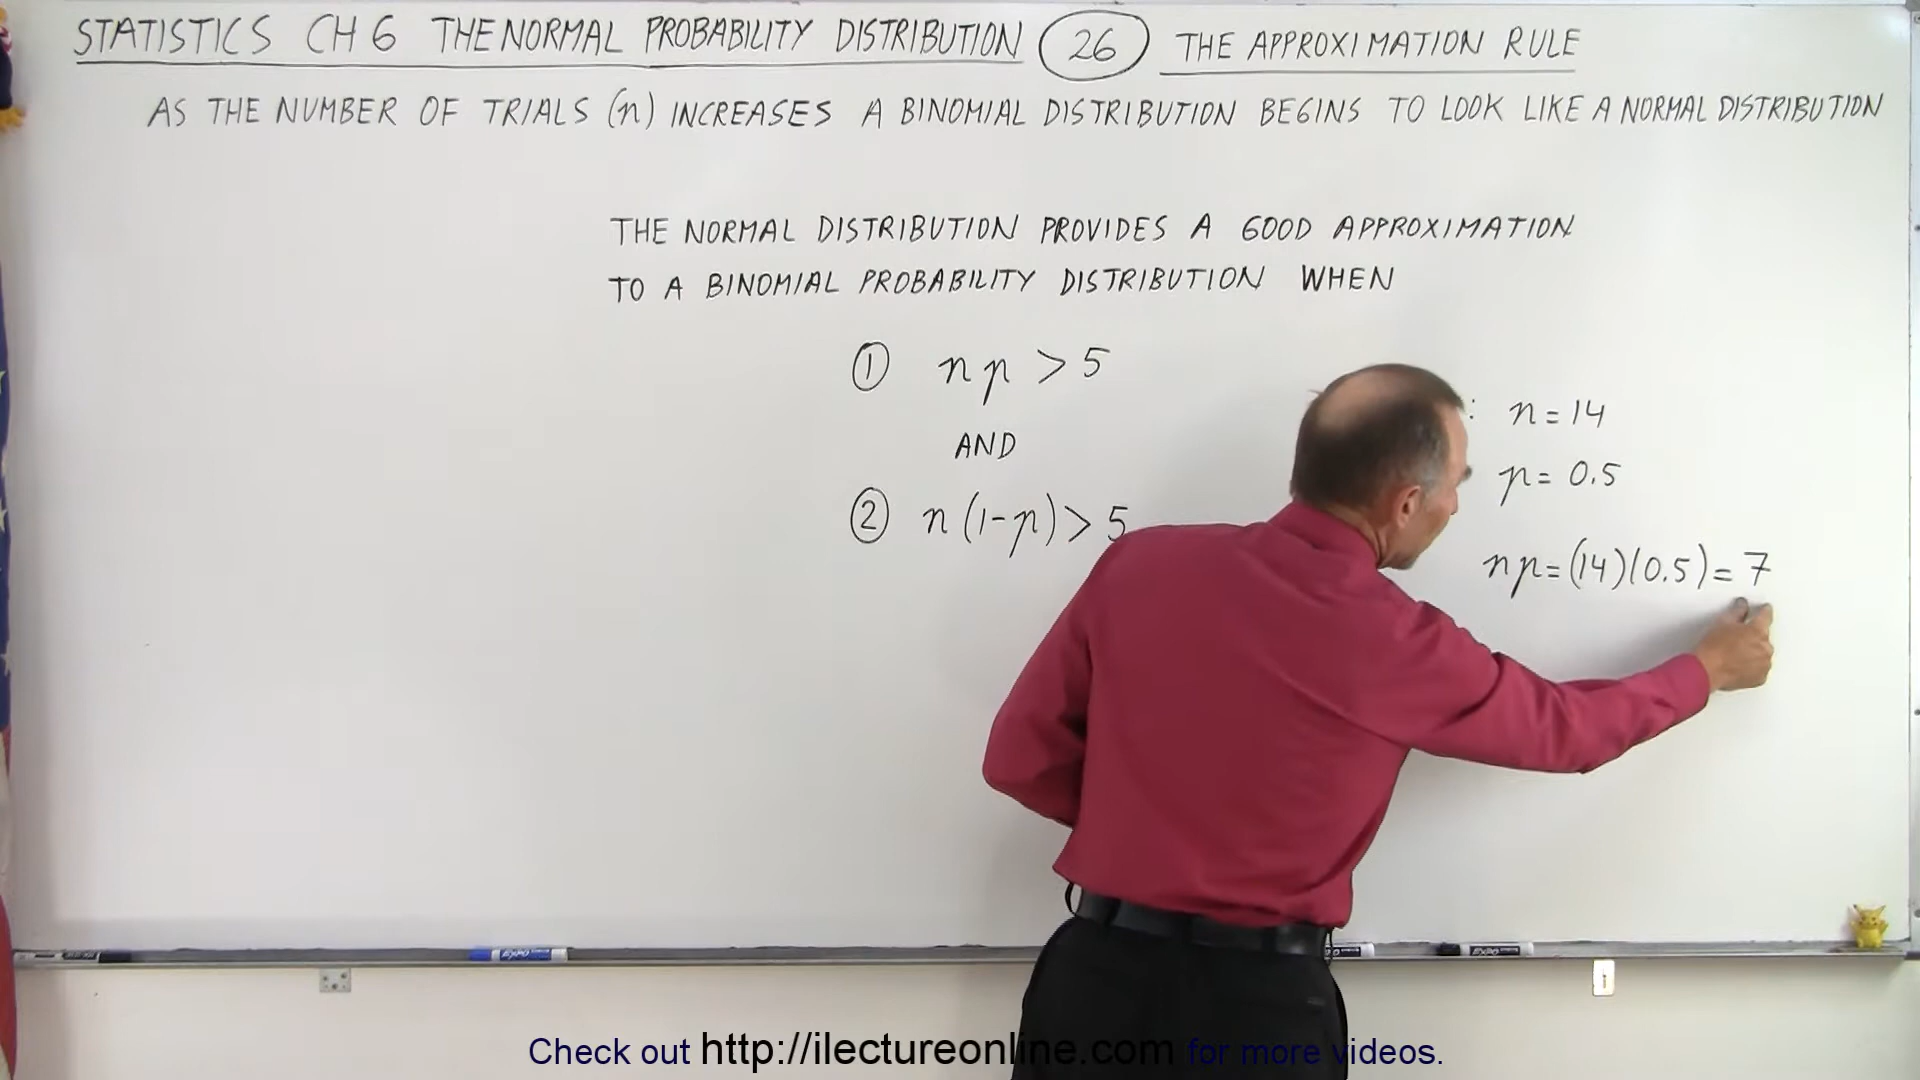 STATISTICS CH 6 THE NORMAL PROBABILITY DISTRIBUTION 26 THE APPROXIMATION RULE
AS THE NUMBER OF TRIALS (n) INCREASES A BINOMIAL DISTRIBUTION BEGINS TO LOOK LIKE A NORMAL DISTRIBUTION
THE NORMAL DISTRIBUTION PROVIDES A GOOD APPROXIMATION
TO A BINOMIAL PROBABILITY DISTRIBUTION WHEN
① np > 5
AND
② n(1-p) > 5
: n = 14
p = 0.5
np = (14)(0.5) = 7
Check out http://ilectureonline.com for more videos.